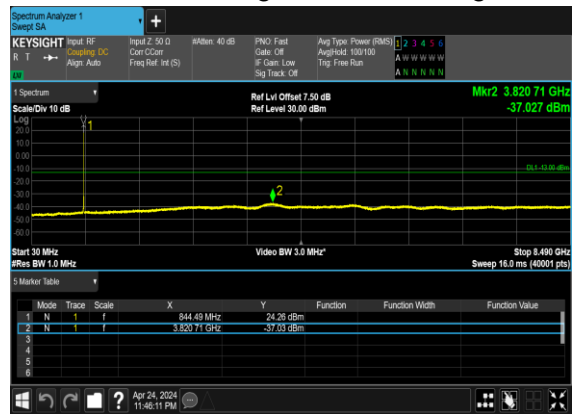 Spectrum Analyzer 1
Swept SA
KEYSIGHT
R T
LW
Input: RF
Coupling: DC
Align: Auto
Input Z: 50 Ω
Corr CCorr
Freq Ref: Int (S)
#Atten: 40 dB
PNO: Fast
Gate: Off
IF Gain: Low
Sig Track: Off
Avg Type: Power (RMS)
Avg|Hold: 100/100
Trig: Free Run
1 2 3 4 5 6
A W W W W W
A N N N N N
1 Spectrum
Scale/Div 10 dB
Ref Lvl Offset 7.50 dB
Ref Level 30.00 dBm
Mkr2 3.820 71 GHz
-37.027 dBm
Log
20.0
10.0
0.00
-10.0
-20.0
-30.0
-40.0
-50.0
-60.0
1
2
DL1 -13.00 dBm
Start 30 MHz
#Res BW 1.0 MHz
Video BW 3.0 MHz*
Stop 8.490 GHz
Sweep 16.0 ms (40001 pts)
5 Marker Table
Mode Trace Scale X Y Function Function Width Function Value
1 N 1 f 844.49 MHz 24.26 dBm
2 N 1 f 3.820 71 GHz -37.03 dBm
3
4
5
6
?
Apr 24, 2024
11:46:11 PM